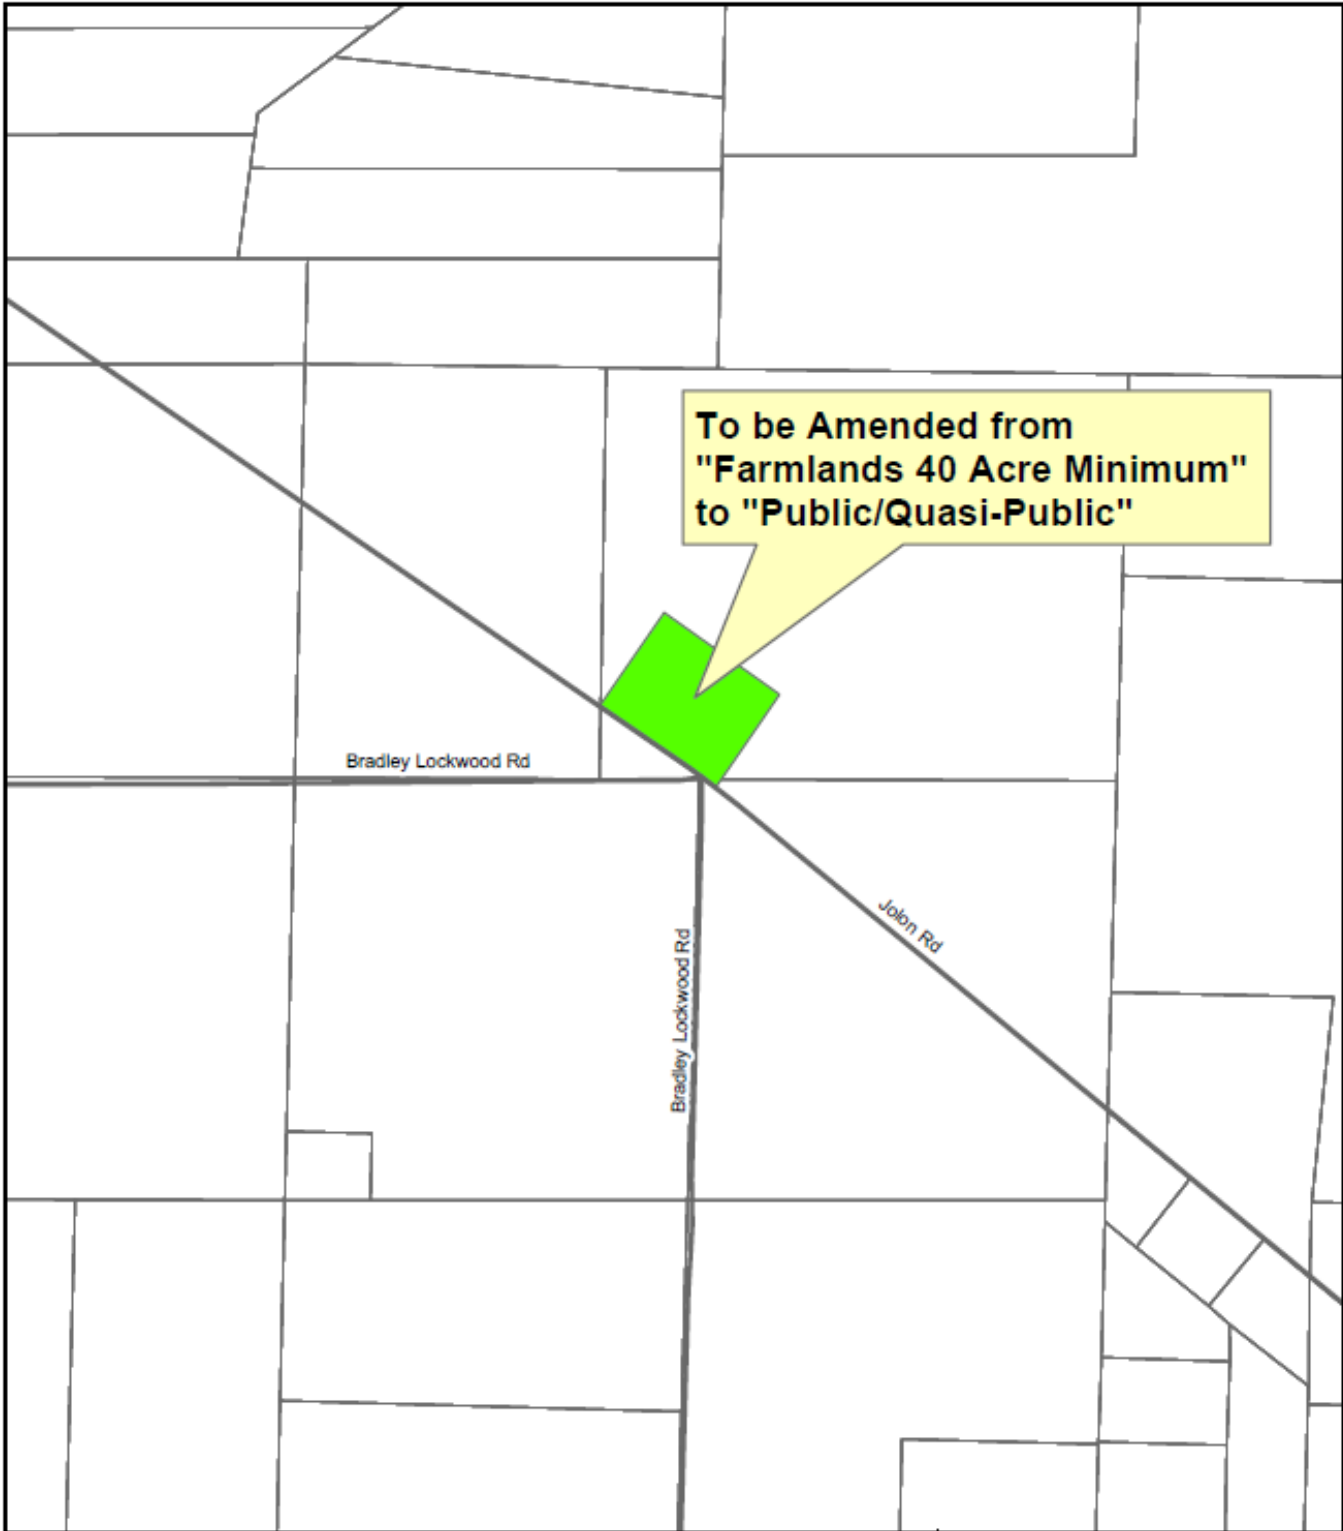 To be Amended from
"Farmlands 40 Acre Minimum"
to "Public/Quasi-Public"
Bradley Lockwood Rd
Jolon Rd
Bradley Lockwood Rd